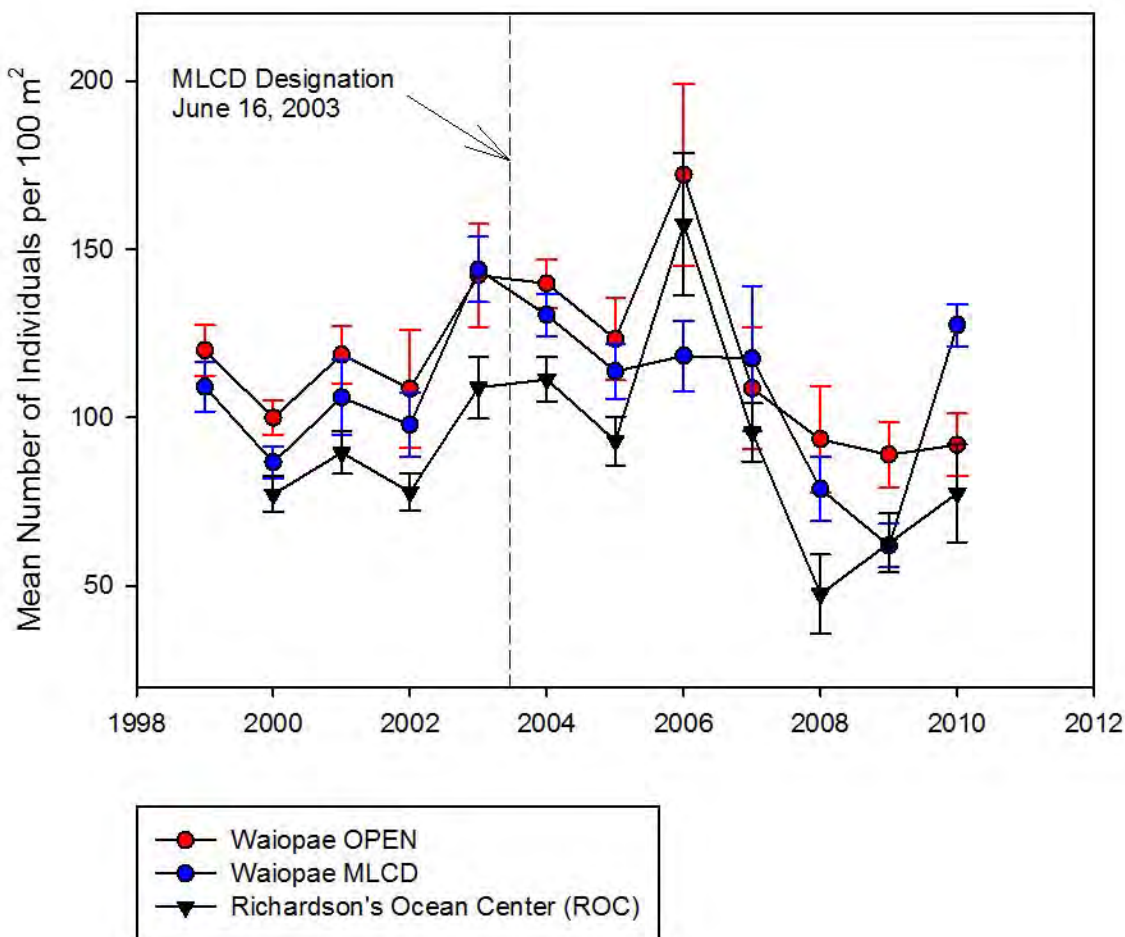 Mean Number of Individuals per 100 m²
200
150
100
50
MLCD Designation
June 16, 2003
1998 2000 2002 2004 2006 2008 2010 2012
Waiopae OPEN
Waiopae MLCD
Richardson's Ocean Center (ROC)